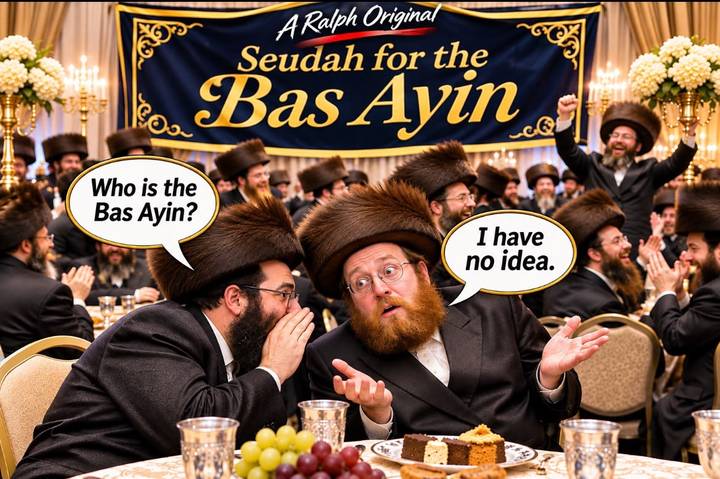 A Ralph Original
Seudah for the
Bas Ayin
Who is the
Bas Ayin?
I have
no idea.